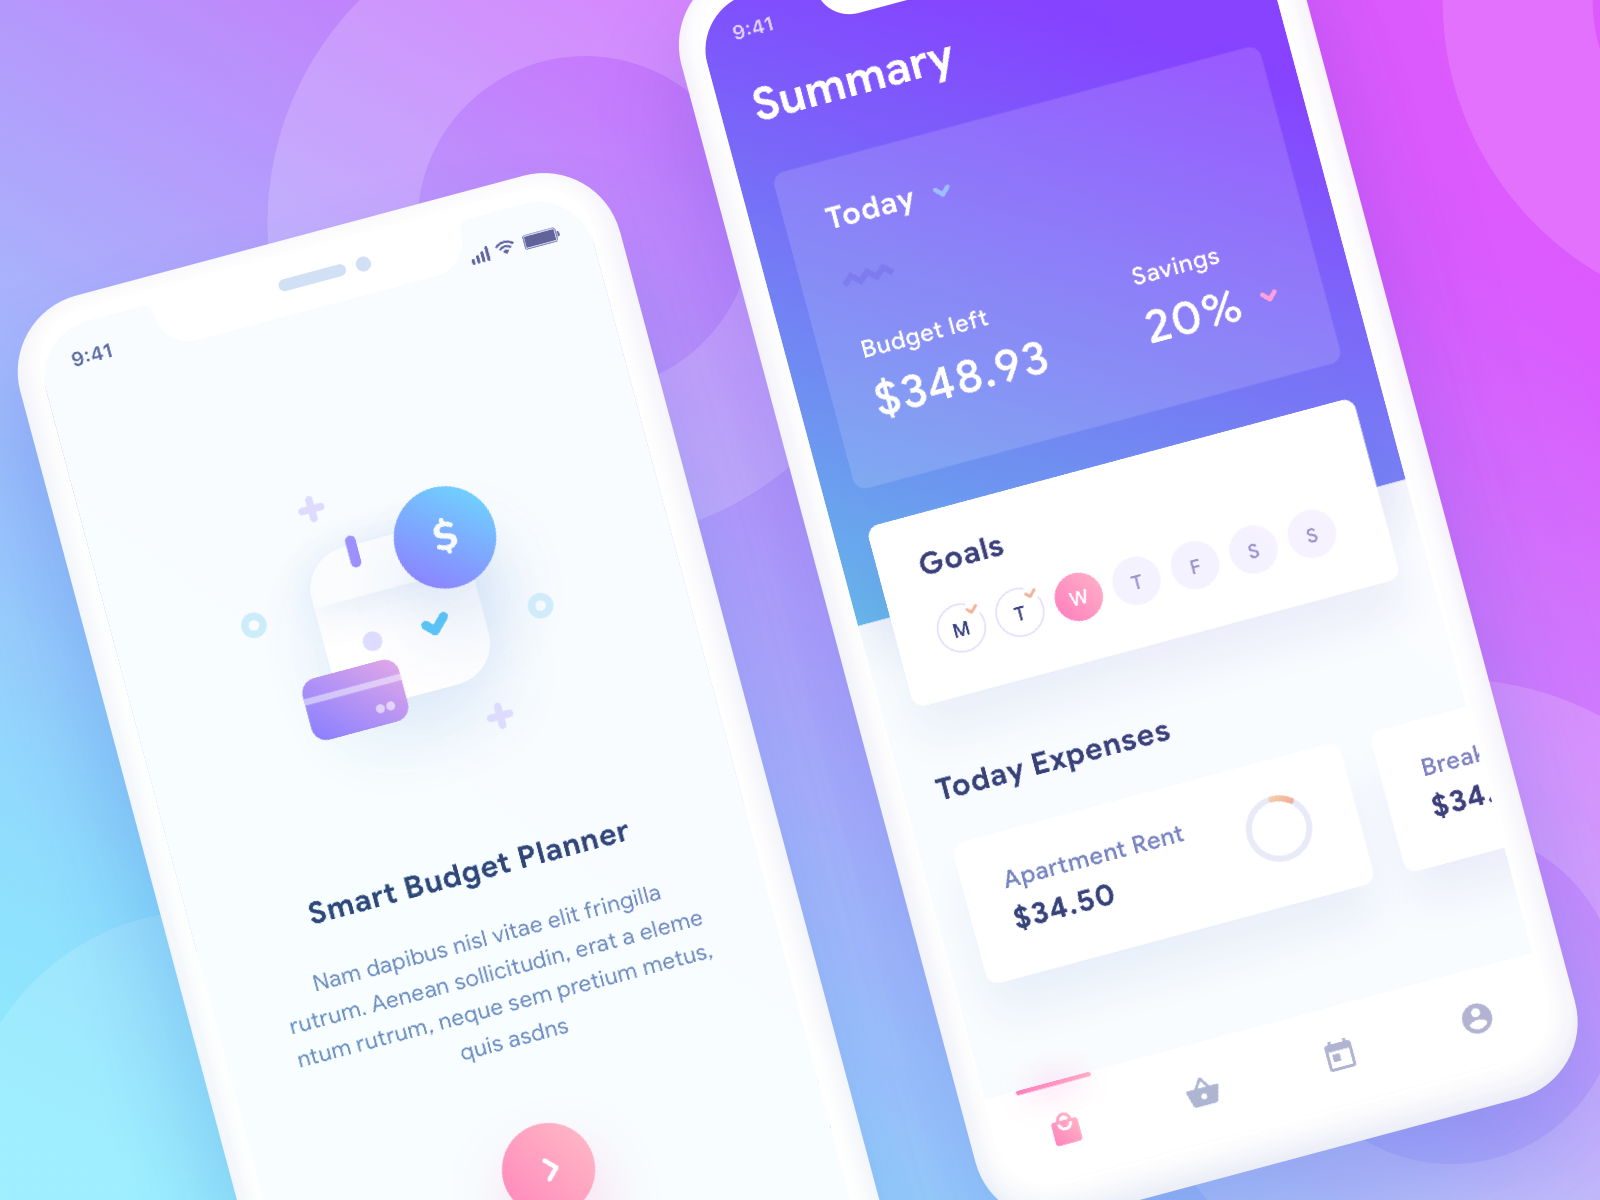 9:41
$
Smart Budget Planner
Nam dapibus nisl vitae elit fringilla
rutrum. Aenean sollicitudin, erat a eleme
ntum rutrum, neque sem pretium metus,
quis asdns
9:41
Summary
Today
Budget left
$348.93
Savings
20%
Goals
M T W T F S S
Today Expenses
Apartment Rent
$34.50
Break
$34.